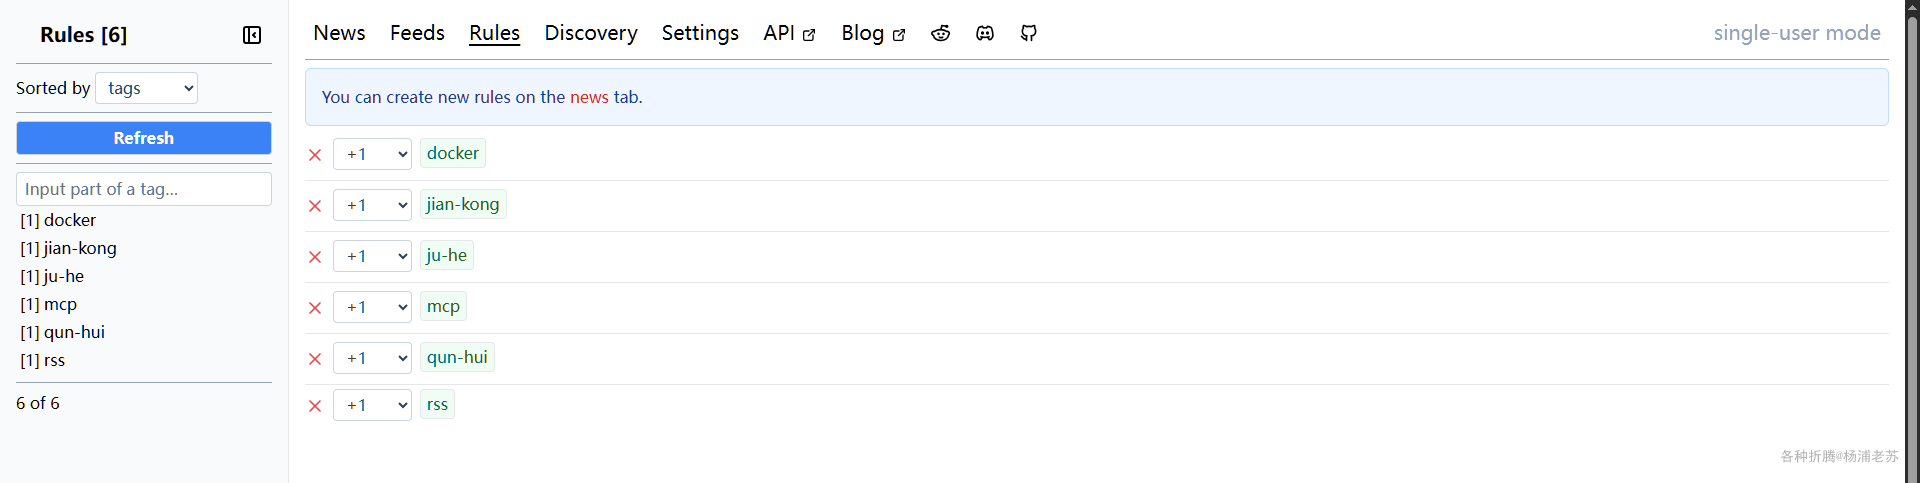 Rules [6]
Sorted by tags
Refresh
Input part of a tag...
[1] docker
[1] jian-kong
[1] ju-he
[1] mcp
[1] qun-hui
[1] rss
6 of 6
News Feeds Rules Discovery Settings API Blog single-user mode
You can create new rules on the news tab.
+1 docker
+1 jian-kong
+1 ju-he
+1 mcp
+1 qun-hui
+1 rss
各种折腾@杨浦老苏